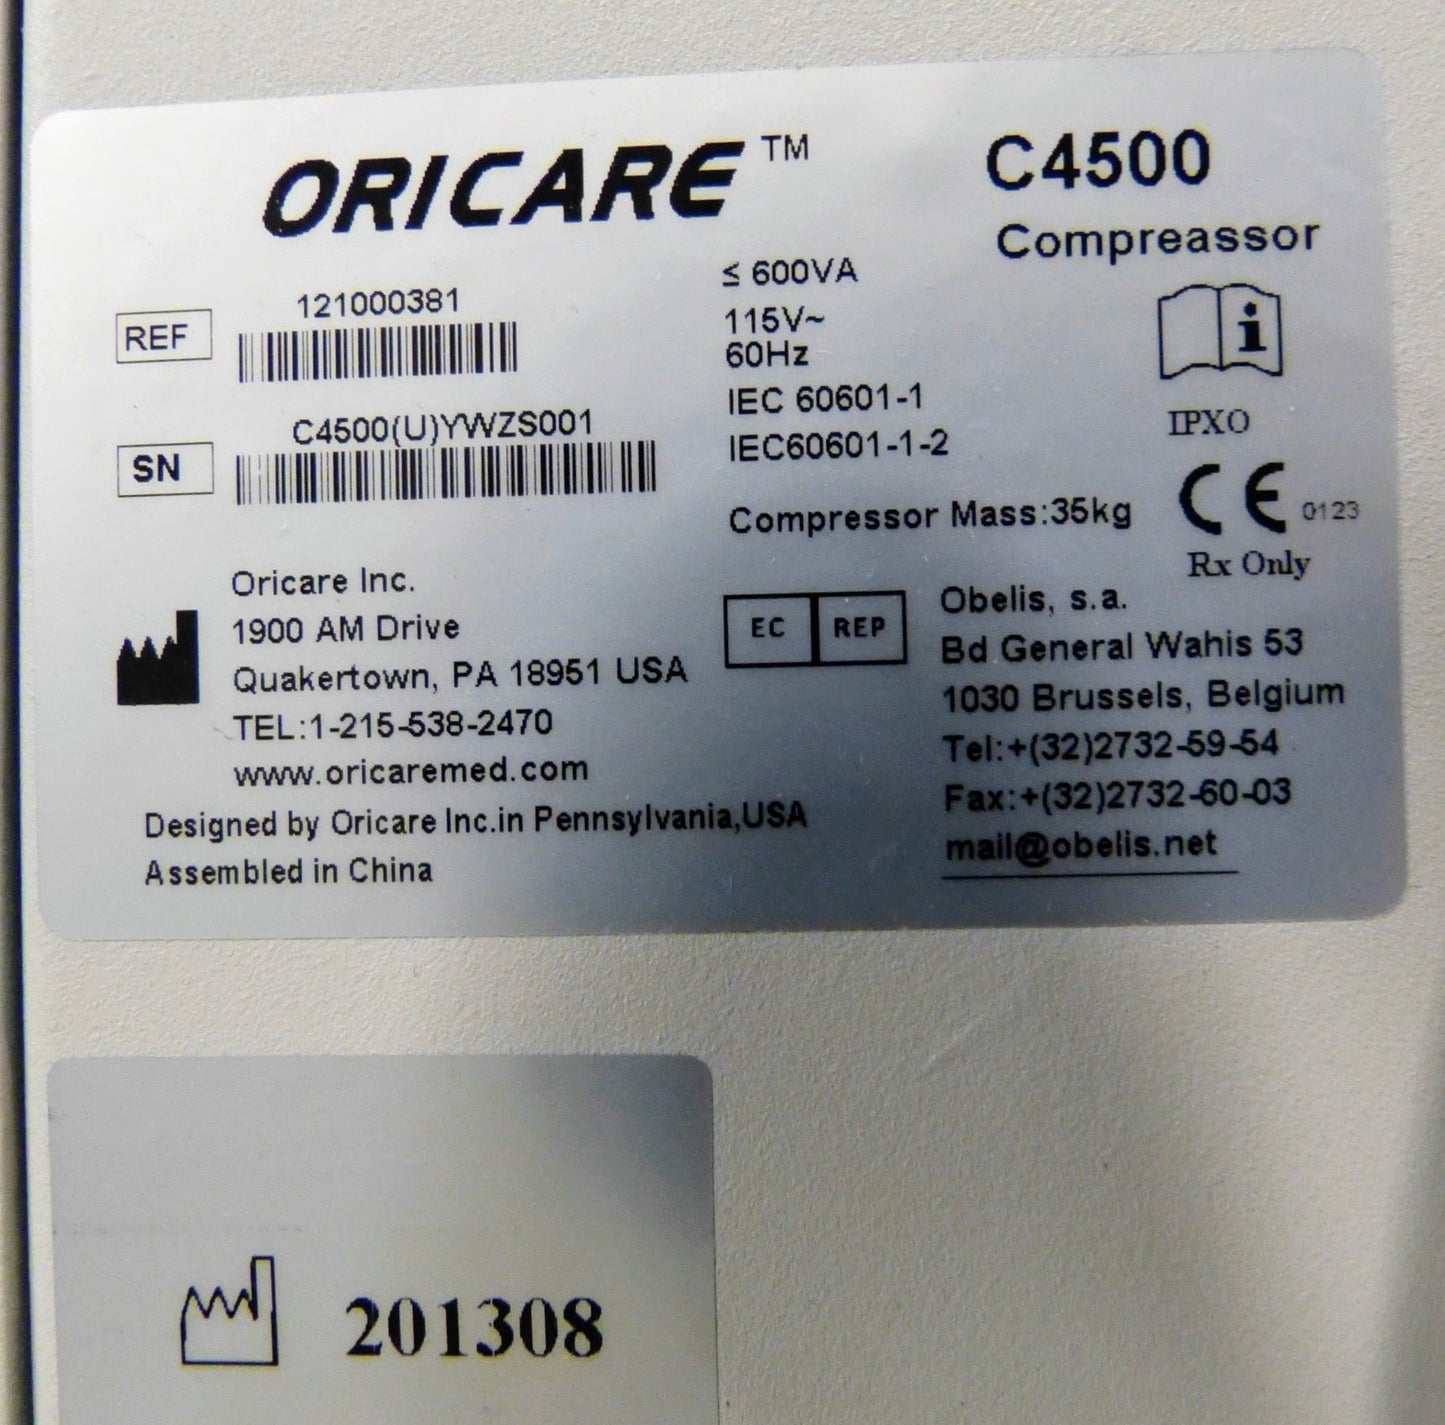 ORICARE™
C4500
Compreassor
REF
121000381
SN
C4500(U)YWZS001
≤ 600VA
115V~
60Hz
IEC 60601-1
IEC60601-1-2
IPXO
Compressor Mass:35kg
CE 0123
Rx Only
Oricare Inc.
1900 AM Drive
Quakertown, PA 18951 USA
TEL:1-215-538-2470
www.oricaremed.com
Designed by Oricare Inc.in Pennsylvania,USA
Assembled in China
EC REP
Obelis, s.a.
Bd General Wahis 53
1030 Brussels, Belgium
Tel:+(32)2732-59-54
Fax:+(32)2732-60-03
mail@obelis.net
201308